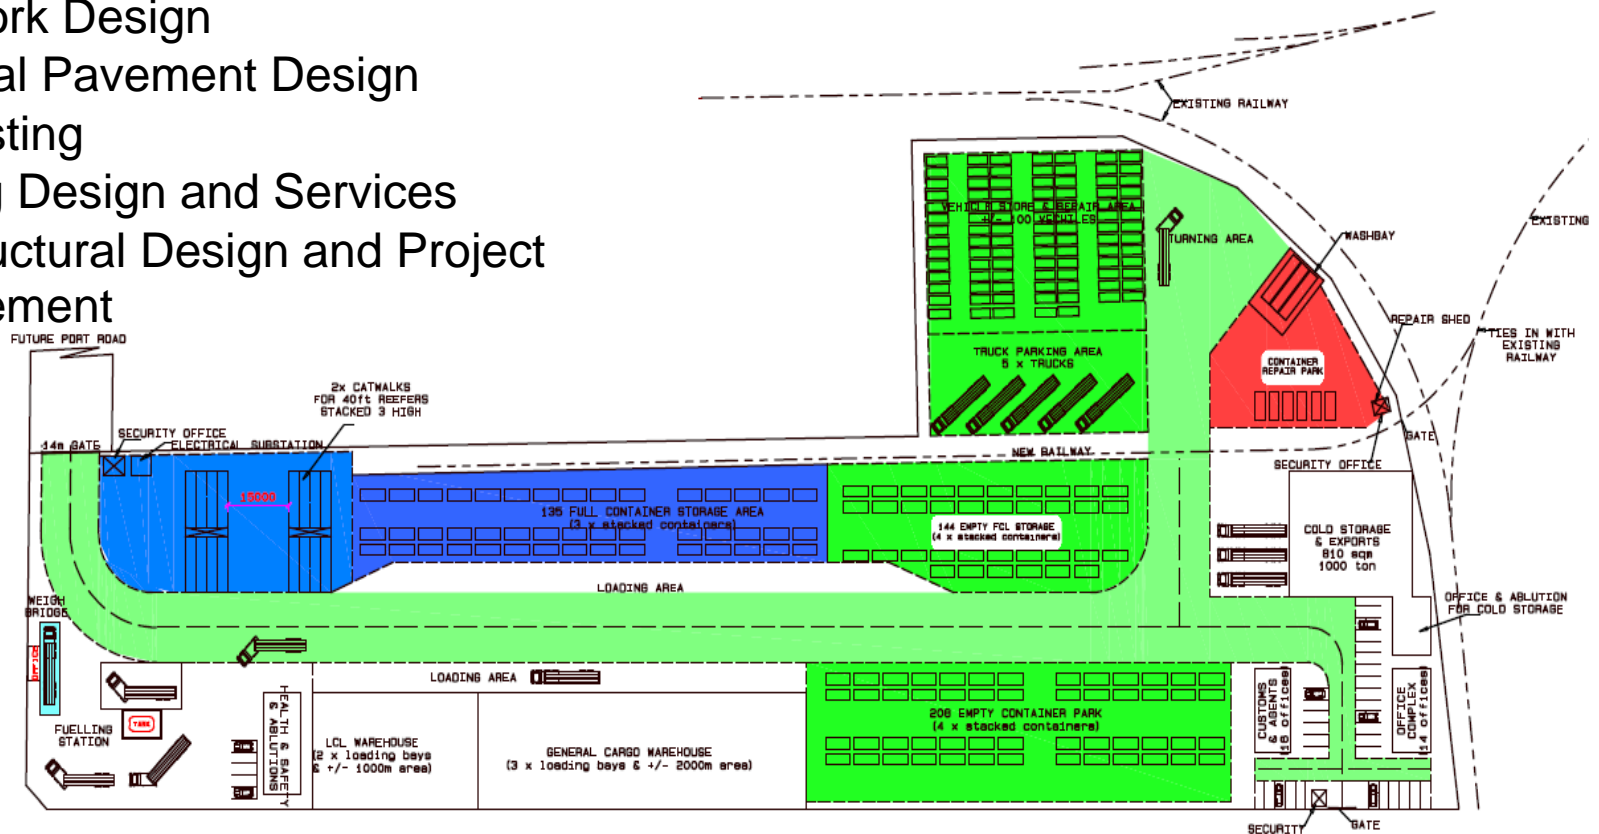 ork Design
al Pavement Design
sting
g Design and Services
uctural Design and Project
ement
EXISTING RAILWAY
VEHICLE STORE & REPAIR AREA
+/- 100 VECHILES
TURNING AREA
WASHBAY
EXISTING
REPAIR SHED
TIES IN WITH
EXISTING
RAILWAY
FUTURE PORT ROAD
TRUCK PARKING AREA
5 x TRUCKS
CONTAINER
REPAIR PARK
2x CATWALKS
FOR 40ft REEFERS
STACKED 3 HIGH
14m GATE
SECURITY OFFICE
ELECTRICAL SUBSTATION
NEW RAILWAY
GATE
SECURITY OFFICE
15000
135 FULL CONTAINER STORAGE AREA
(3 x stacked containers)
144 EMPTY FCL STORAGE
(4 x stacked containers)
COLD STORAGE
& EXPORTS
810 sqm
1000 ton
LOADING AREA
OFFICE & ABLUTION
FOR COLD STORAGE
WEIGH
BRIDGE
OFFICE
LOADING AREA
FUELLING
STATION
TANK
HEALTH & SAFETY
& ABLUTIONS
LCL WAREHOUSE
(2 x loading bays
& +/- 1000m area)
GENERAL CARGO WAREHOUSE
(3 x loading bays & +/- 2000m area)
208 EMPTY CONTAINER PARK
(4 x stacked containers)
CUSTOMS
& AGENTS
(16 offices)
OFFICE
COMPLEX
(14 offices)
SECURITY
GATE